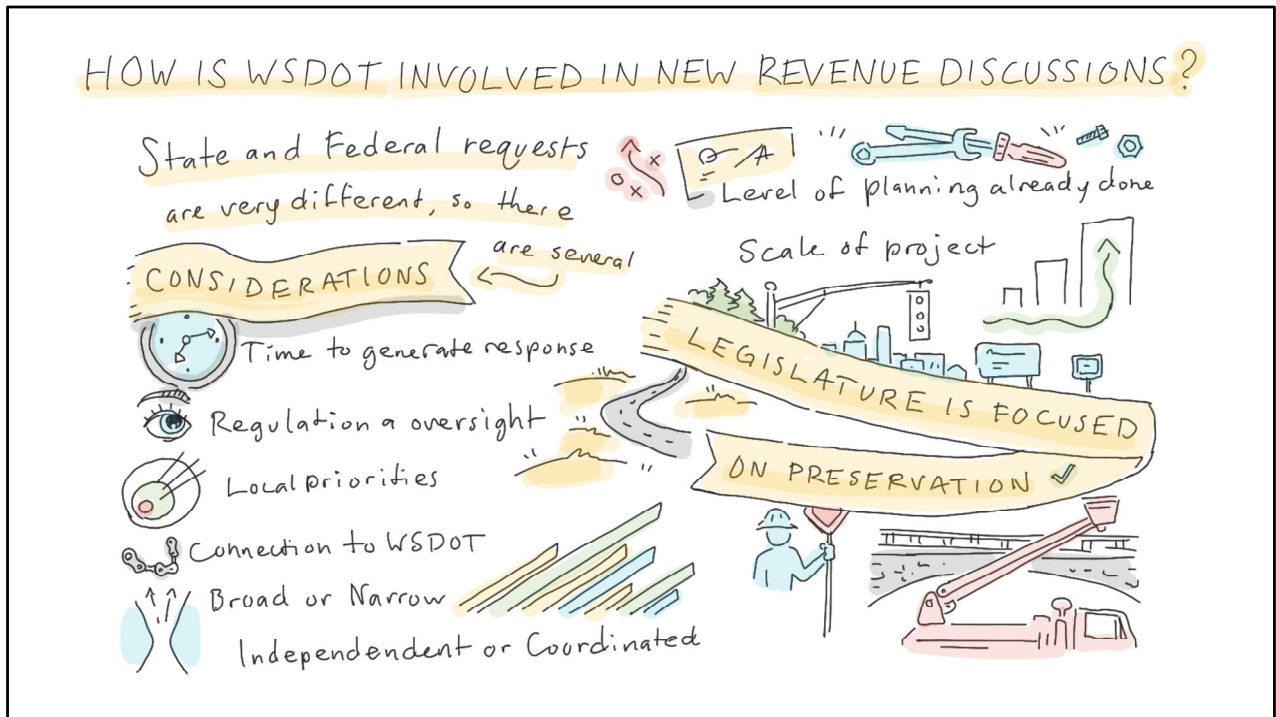 HOW IS WSDOT INVOLVED IN NEW REVENUE DISCUSSIONS?
State and Federal requests
are very different, so there
are several
CONSIDERATIONS
Time to generate response
Regulation a oversight
Local priorities
Connection to WSDOT
Broad or Narrow
Independendent or Coordinated
Level of planning already done
Scale of project
LEGISLATURE IS FOCUSED
ON PRESERVATION ✓